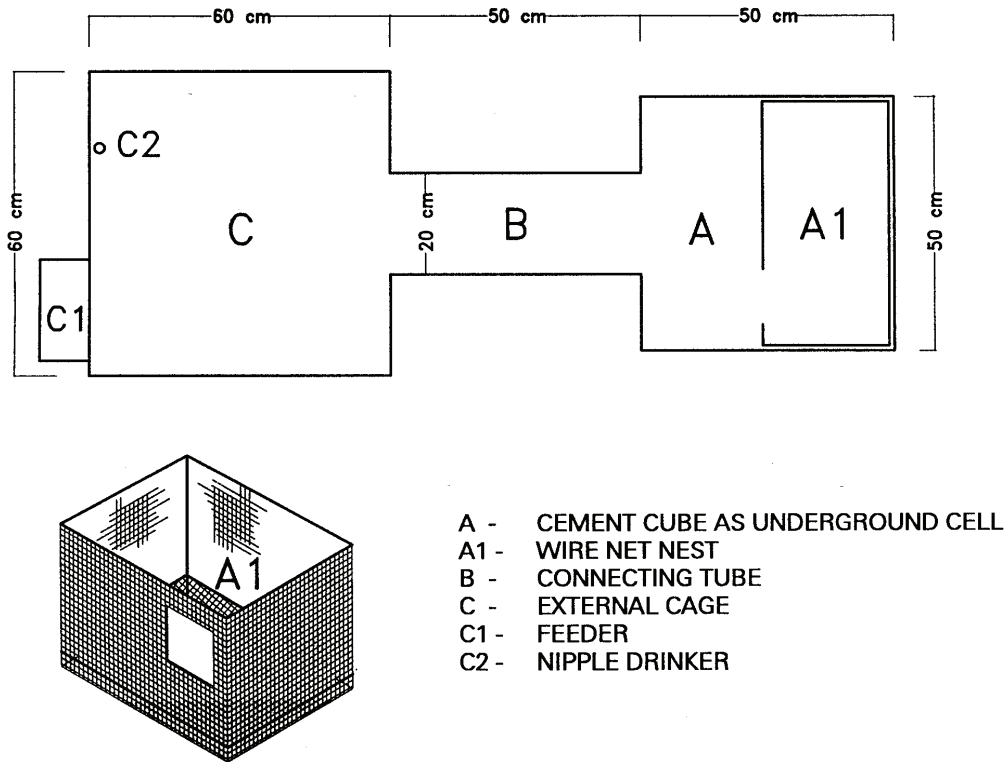 60 cm
50 cm
50 cm
C2
60 cm
C
20 cm
B
A
A1
50 cm
C1
A1
A - CEMENT CUBE AS UNDERGROUND CELL
A1 - WIRE NET NEST
B - CONNECTING TUBE
C - EXTERNAL CAGE
C1 - FEEDER
C2 - NIPPLE DRINKER